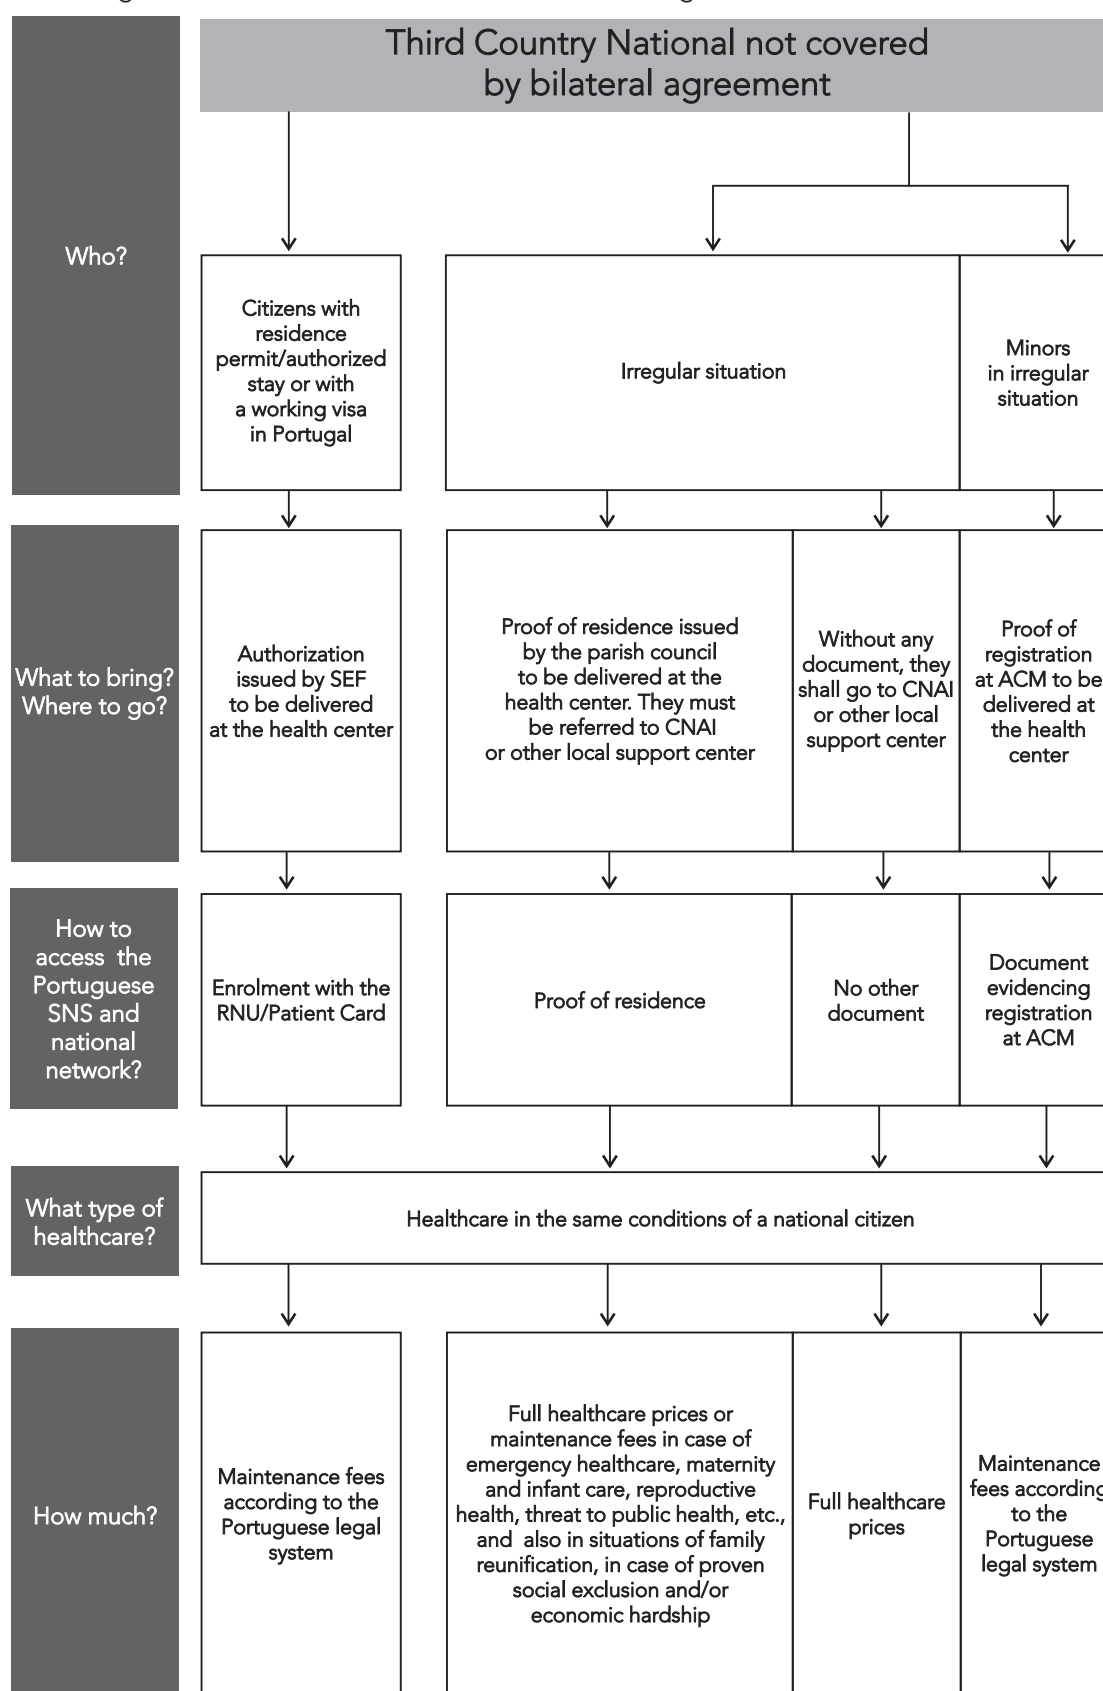 Third Country National not covered
by bilateral agreement
Who?
Citizens with
residence
permit/authorized
stay or with
a working visa
in Portugal
Irregular situation
Minors
in irregular
situation
What to bring?
Where to go?
Authorization
issued by SEF
to be delivered
at the health center
Proof of residence issued
by the parish council
to be delivered at the
health center. They must
be referred to CNAI
or other local support center
Without any
document, they
shall go to CNAI
or other local
support center
Proof of
registration
at ACM to be
delivered at
the health
center
How to
access the
Portuguese
SNS and
national
network?
Enrolment with the
RNU/Patient Card
Proof of residence
No other
document
Document
evidencing
registration
at ACM
What type of
healthcare?
Healthcare in the same conditions of a national citizen
How much?
Maintenance fees
according to the
Portuguese legal
system
Full healthcare prices or
maintenance fees in case of
emergency healthcare, maternity
and infant care, reproductive
health, threat to public health, etc.,
and also in situations of family
reunification, in case of proven
social exclusion and/or
economic hardship
Full healthcare
prices
Maintenance
fees according
to the
Portuguese
legal system